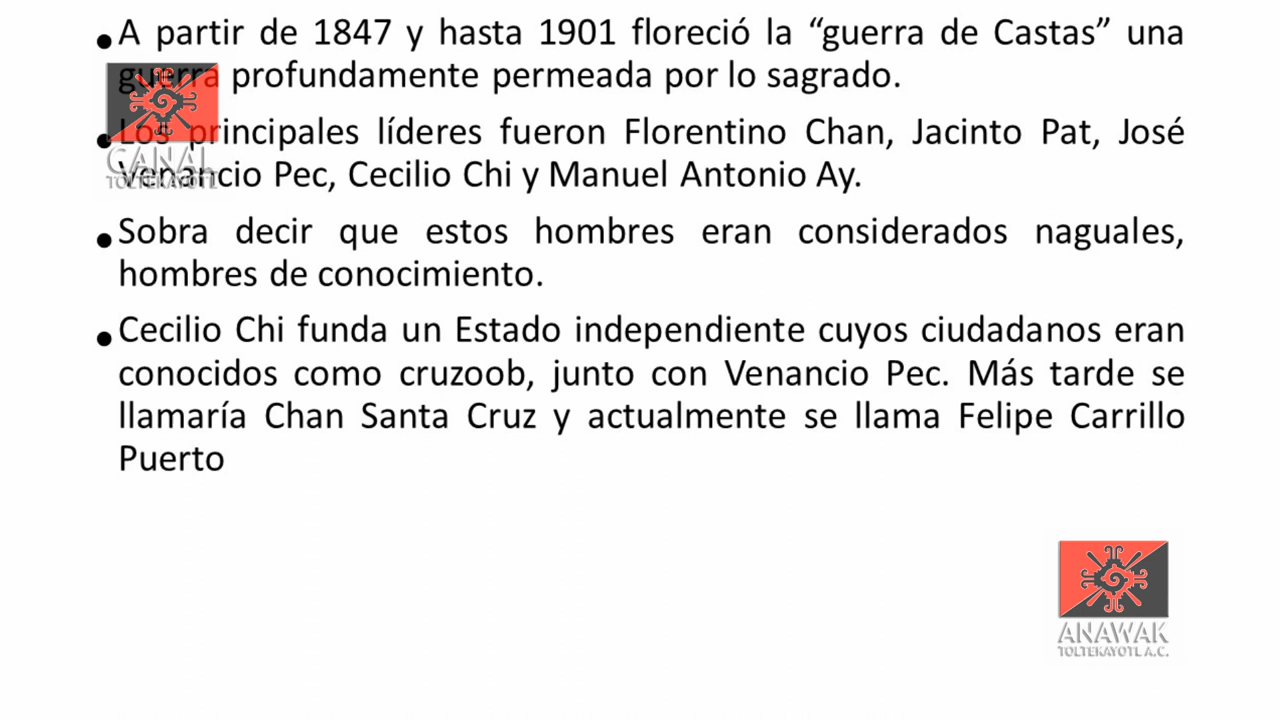 A partir de 1847 y hasta 1901 floreció la “guerra de Castas” una
guerra profundamente permeada por lo sagrado.
Los principales líderes fueron Florentino Chan, Jacinto Pat, José
Venancio Pec, Cecilio Chi y Manuel Antonio Ay.
Sobra decir que estos hombres eran considerados naguales,
hombres de conocimiento.
Cecilio Chi funda un Estado independiente cuyos ciudadanos eran
conocidos como cruzoob, junto con Venancio Pec. Más tarde se
llamaría Chan Santa Cruz y actualmente se llama Felipe Carrillo
Puerto
CANAL
TOLTEKAYOTL
ANAWAK
TOLTEKAYOTL A.C.